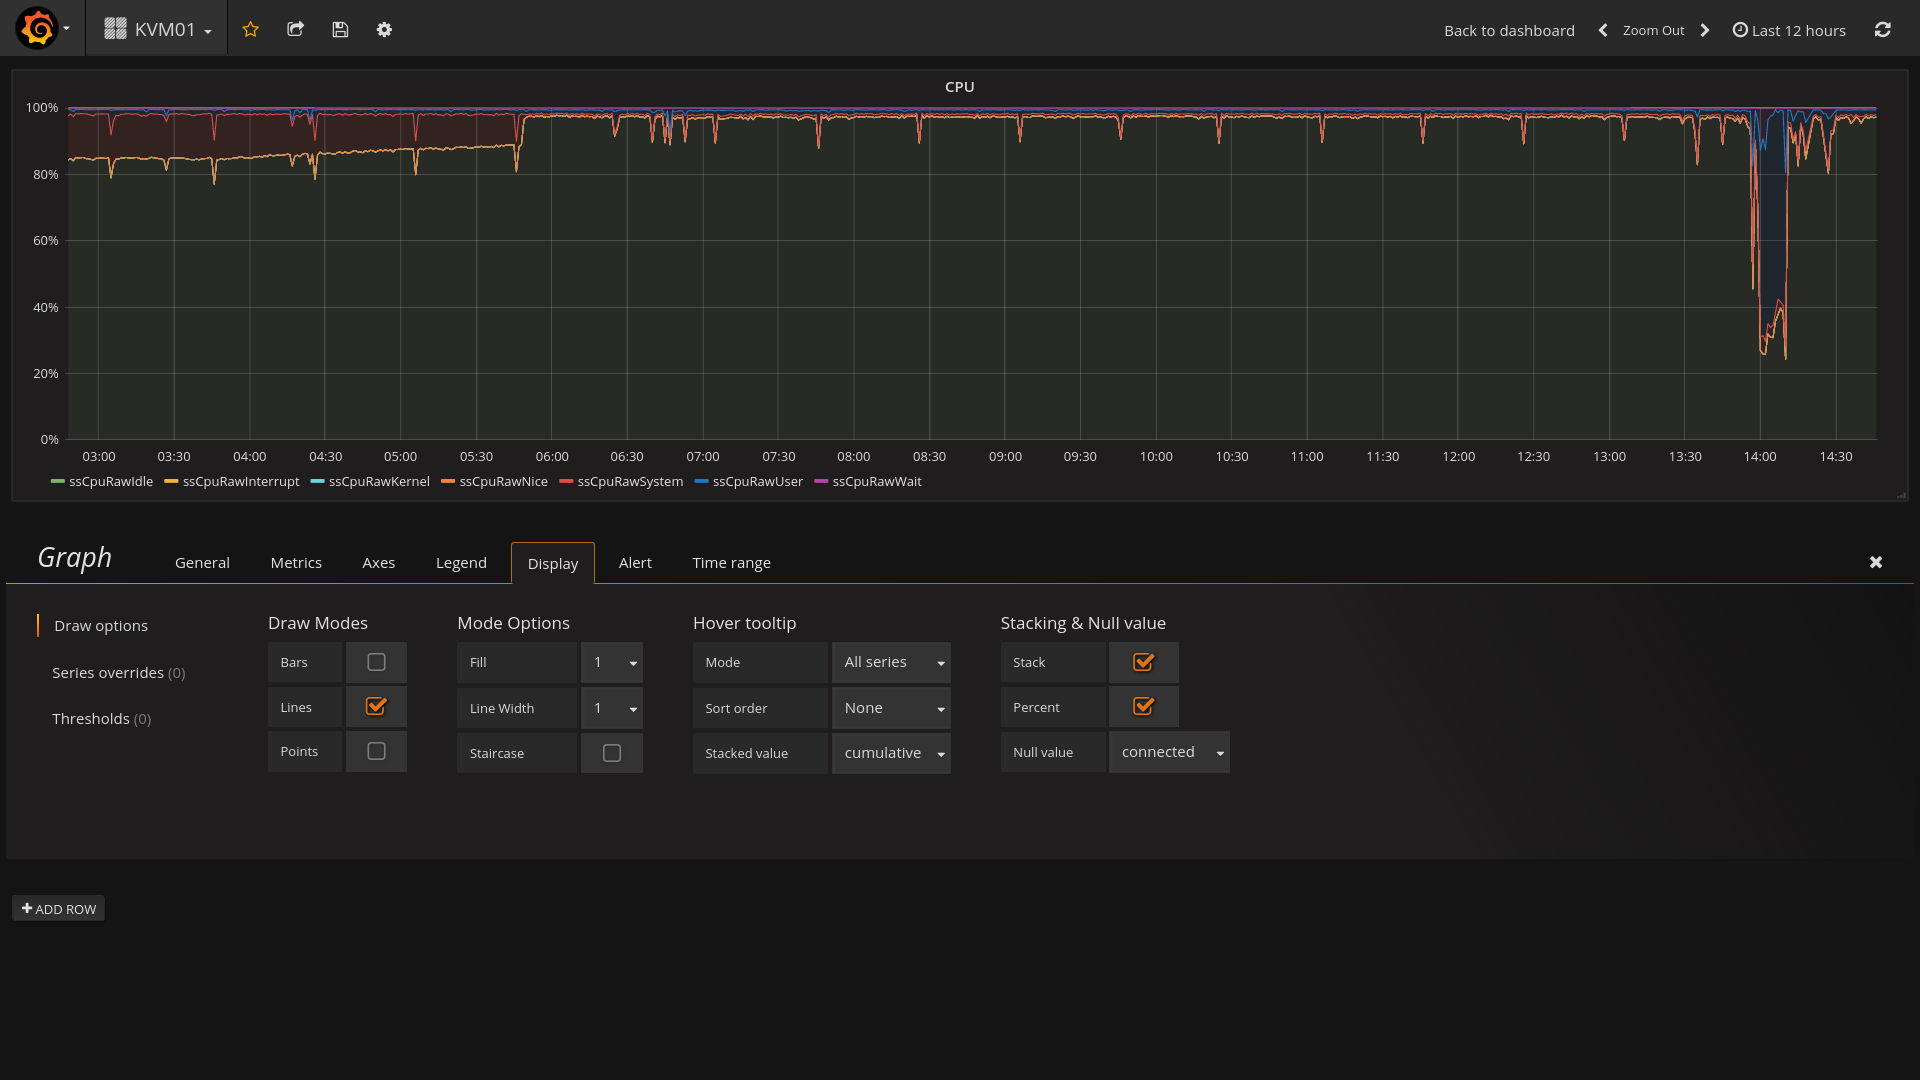 KVM01
Back to dashboard Zoom Out Last 12 hours
CPU
100%
80%
60%
40%
20%
0%
03:00 03:30 04:00 04:30 05:00 05:30 06:00 06:30 07:00 07:30 08:00 08:30 09:00 09:30 10:00 10:30 11:00 11:30 12:00 12:30 13:00 13:30 14:00 14:30
ssCpuRawIdle ssCpuRawInterrupt ssCpuRawKernel ssCpuRawNice ssCpuRawSystem ssCpuRawUser ssCpuRawWait
Graph General Metrics Axes Legend Display Alert Time range
Draw options
Series overrides (0)
Thresholds (0)
Draw Modes
Bars
Lines
Points
Mode Options
Fill 1
Line Width 1
Staircase
Hover tooltip
Mode All series
Sort order None
Stacked value cumulative
Stacking & Null value
Stack
Percent
Null value connected
ADD ROW